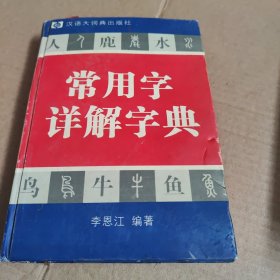 汉语大词典出版社
人 鹿 水
常用字
详解字典
鸟 牛 鱼
李恩江 编著